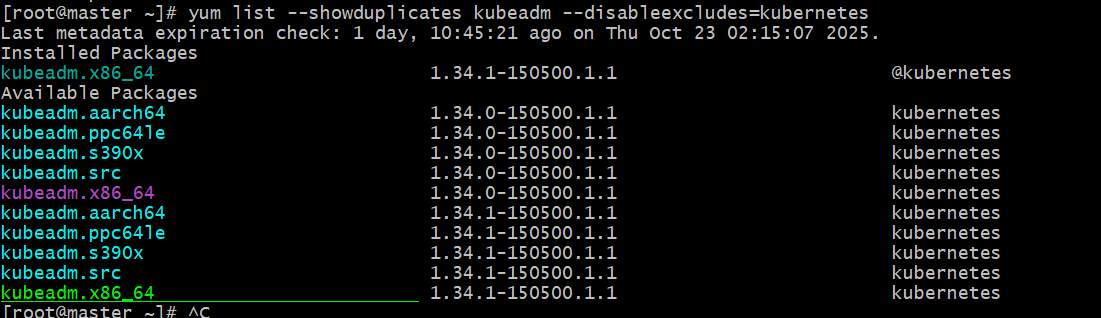 [root@master ~]# yum list --showduplicates kubeadm --disableexcludes=kubernetes
Last metadata expiration check: 1 day, 10:45:21 ago on Thu Oct 23 02:15:07 2025.
Installed Packages
kubeadm.x86_64 1.34.1-150500.1.1 @kubernetes
Available Packages
kubeadm.aarch64 1.34.0-150500.1.1 kubernetes
kubeadm.ppc64le 1.34.0-150500.1.1 kubernetes
kubeadm.s390x 1.34.0-150500.1.1 kubernetes
kubeadm.src 1.34.0-150500.1.1 kubernetes
kubeadm.x86_64 1.34.0-150500.1.1 kubernetes
kubeadm.aarch64 1.34.1-150500.1.1 kubernetes
kubeadm.ppc64le 1.34.1-150500.1.1 kubernetes
kubeadm.s390x 1.34.1-150500.1.1 kubernetes
kubeadm.src 1.34.1-150500.1.1 kubernetes
kubeadm.x86_64 1.34.1-150500.1.1 kubernetes
[root@master ~]# ^C